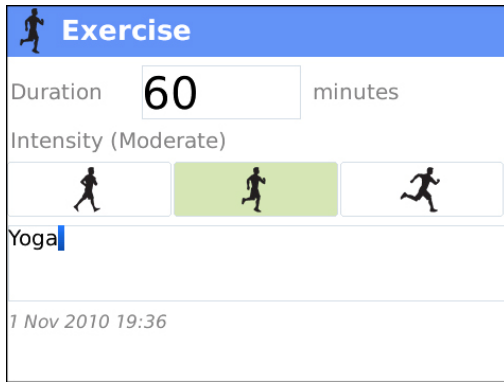 Exercise
Duration 60 minutes
Intensity (Moderate)
Yoga
1 Nov 2010 19:36